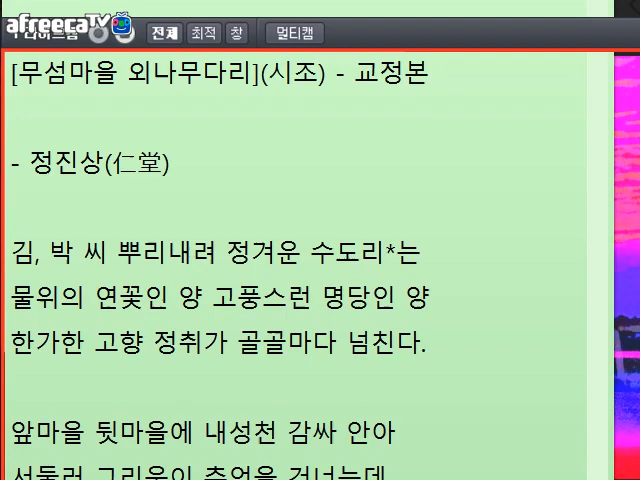 afreecaTV
전체 최적 창 멀티캠
[무섬마을 외나무다리](시조) - 교정본
- 정진상(仁堂)
김, 박 씨 뿌리내려 정겨운 수도리*는
물위의 연꽃인 양 고풍스런 명당인 양
한가한 고향 정취가 골골마다 넘친다.
앞마을 뒷마을에 내성천 감싸 안아